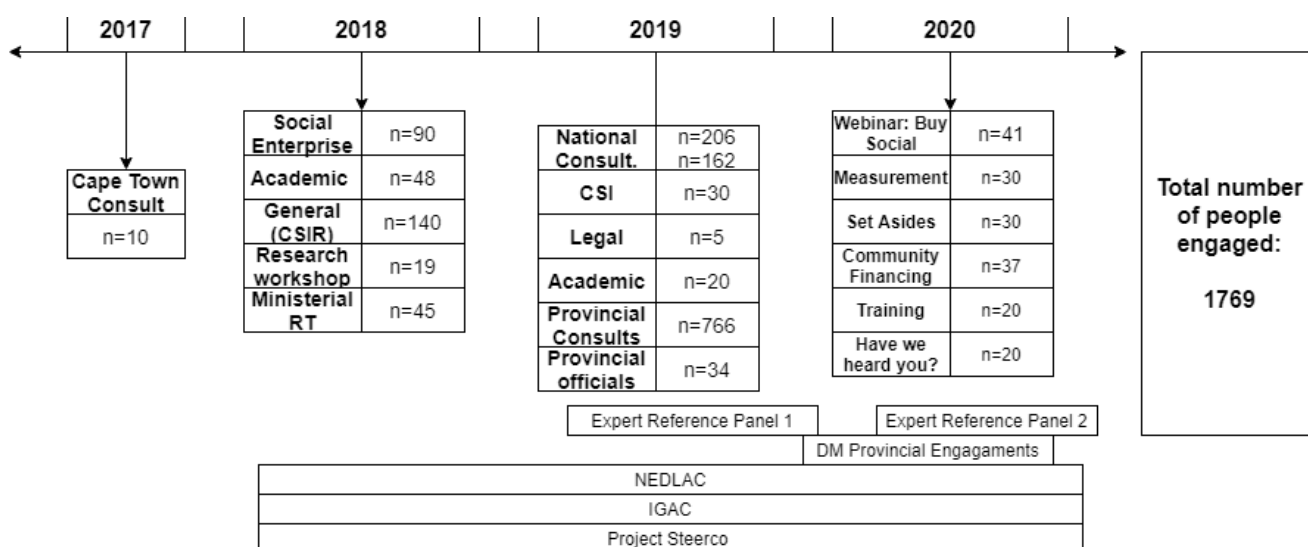 2017
2018
2019
2020
Cape Town
Consult
n=10
Social
Enterprise
n=90
Academic
n=48
General
(CSIR)
n=140
Research
workshop
n=19
Ministerial
RT
n=45
National
Consult.
n=206
n=162
CSI
n=30
Legal
n=5
Academic
n=20
Provincial
Consults
n=766
Provincial
officials
n=34
Webinar: Buy
Social
n=41
Measurement
n=30
Set Asides
n=30
Community
Financing
n=37
Training
n=20
Have we
heard you?
n=20
Total number
of people
engaged:
1769
Expert Reference Panel 1
Expert Reference Panel 2
DM Provincial Engagaments
NEDLAC
IGAC
Project Steerco